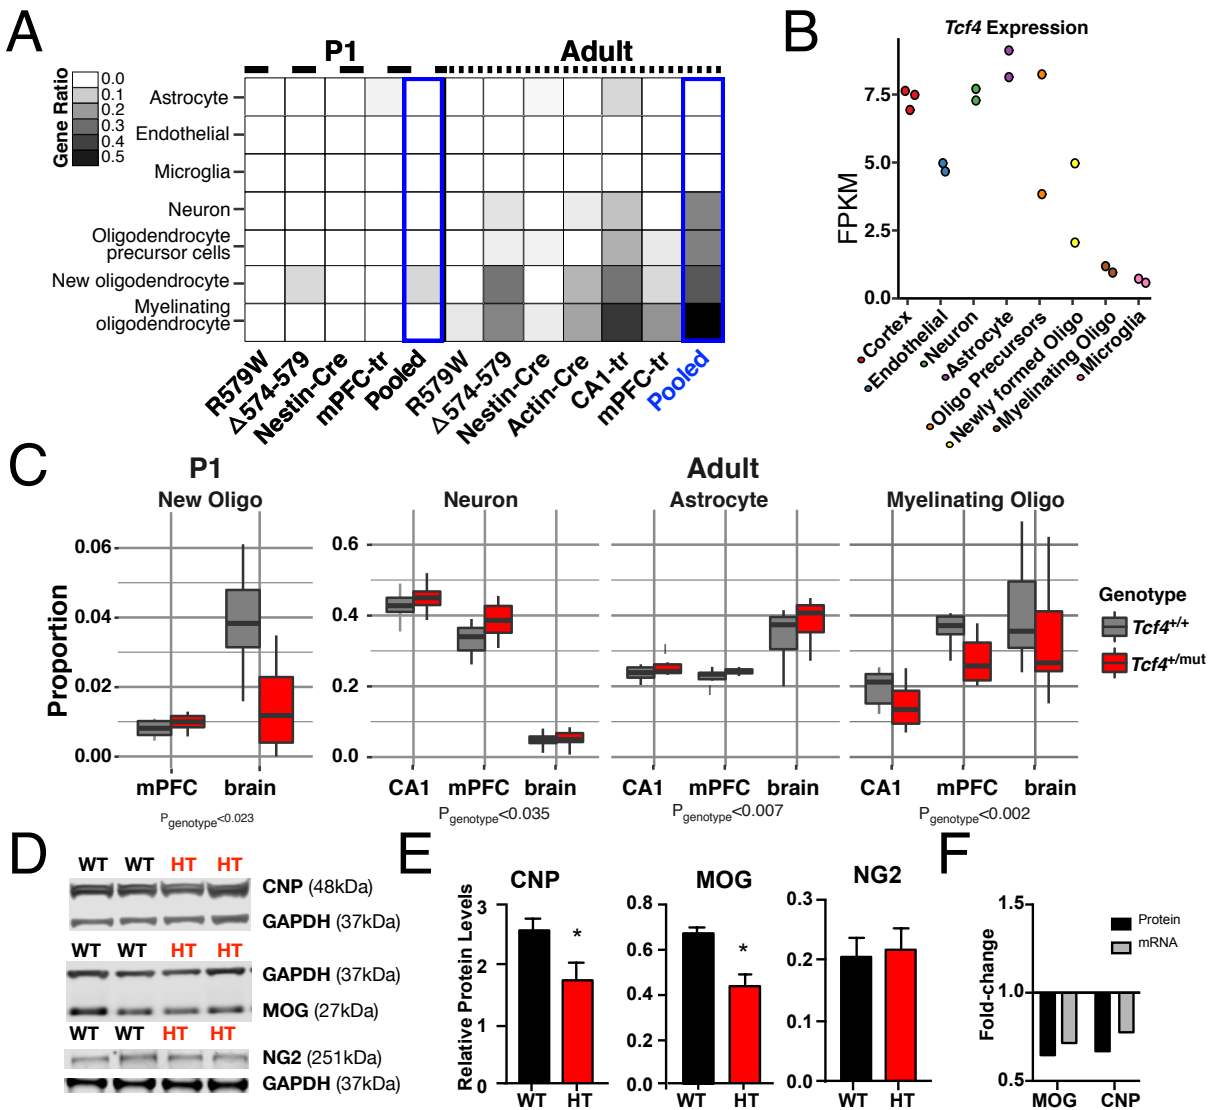 A
P1
Adult
Gene Ratio
0.0
0.1
0.2
0.3
0.4
0.5
Astrocyte
Endothelial
Microglia
Neuron
Oligodendrocyte
precursor cells
New oligodendrocyte
Myelinating
oligodendrocyte
R579W
Δ574-579
Nestin-Cre
mPFC-tr
Pooled
R579W
Δ574-579
Nestin-Cre
Actin-Cre
CA1-tr
mPFC-tr
Pooled
B
Tcf4 Expression
FPKM
7.5
5.0
2.5
0.0
Cortex
Endothelial
Neuron
Astrocyte
Oligo Precursors
Newly formed Oligo
Myelinating Oligo
Microglia
C
P1
Adult
New Oligo
Neuron
Astrocyte
Myelinating Oligo
Proportion
0.06
0.04
0.02
0.00
0.6
0.4
0.2
0.0
mPFC brain
CA1 mPFC brain
CA1 mPFC brain
CA1 mPFC brain
Pgenotype<0.023
Pgenotype<0.035
Pgenotype<0.007
Pgenotype<0.002
Genotype
Tcf4+/+
Tcf4+/mut
D
WT WT HT HT
CNP (48kDa)
GAPDH (37kDa)
WT WT HT HT
GAPDH (37kDa)
MOG (27kDa)
WT WT HT HT
NG2 (251kDa)
GAPDH (37kDa)
E
Relative Protein Levels
CNP
3
2
1
0
*
WT HT
MOG
0.8
0.6
0.4
0.2
0.0
*
WT HT
NG2
0.3
0.2
0.1
0.0
WT HT
F
Fold-change
1.5
1.0
0.5
Protein
mRNA
MOG CNP